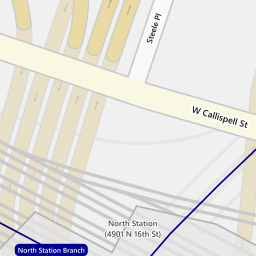 Steele Pl
W Callispell St
North Station
(4901 N 16th St)
North Station Branch